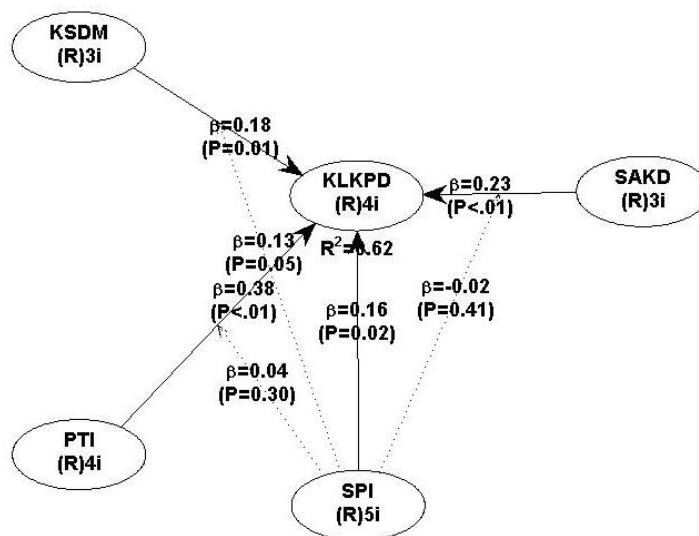 KSDM
(R)3i
β=0.18
(P=0.01)
KLKPD
(R)4i
β=0.23
(P<.01)
SAKD
(R)3i
R²=0.62
β=0.13
(P=0.05)
β=0.38
(P<.01)
β=-0.02
(P=0.41)
β=0.16
(P=0.02)
β=0.04
(P=0.30)
PTI
(R)4i
SPI
(R)5i